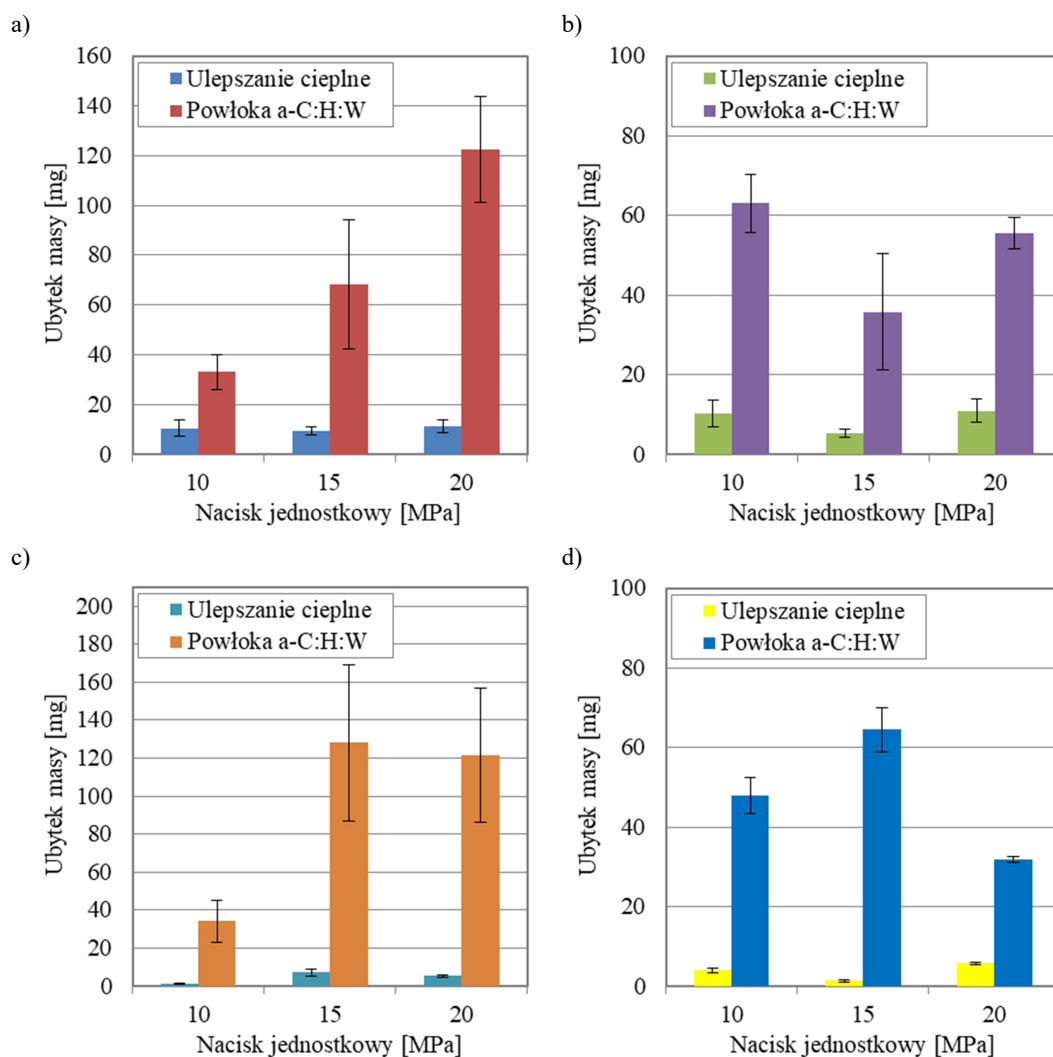 a)
160
140
120
100
80
60
40
20
0
Ubytek masy [mg]
Ulepszanie cieplne
Powłoka a-C:H:W
10 15 20
Nacisk jednostkowy [MPa]
b)
100
80
60
40
20
0
Ubytek masy [mg]
Ulepszanie cieplne
Powłoka a-C:H:W
10 15 20
Nacisk jednostkowy [MPa]
c)
200
180
160
140
120
100
80
60
40
20
0
Ubytek masy [mg]
Ulepszanie cieplne
Powłoka a-C:H:W
10 15 20
Nacisk jednostkowy [MPa]
d)
100
80
60
40
20
0
Ubytek masy [mg]
Ulepszanie cieplne
Powłoka a-C:H:W
10 15 20
Nacisk jednostkowy [MPa]